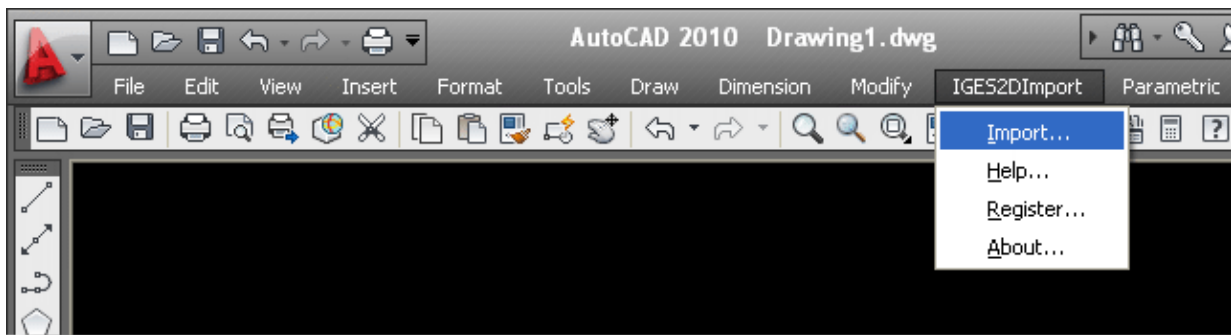 AutoCAD 2010 Drawing1.dwg
File Edit View Insert Format Tools Draw Dimension Modify IGES2DImport Parametric
Import...
Help...
Register...
About...